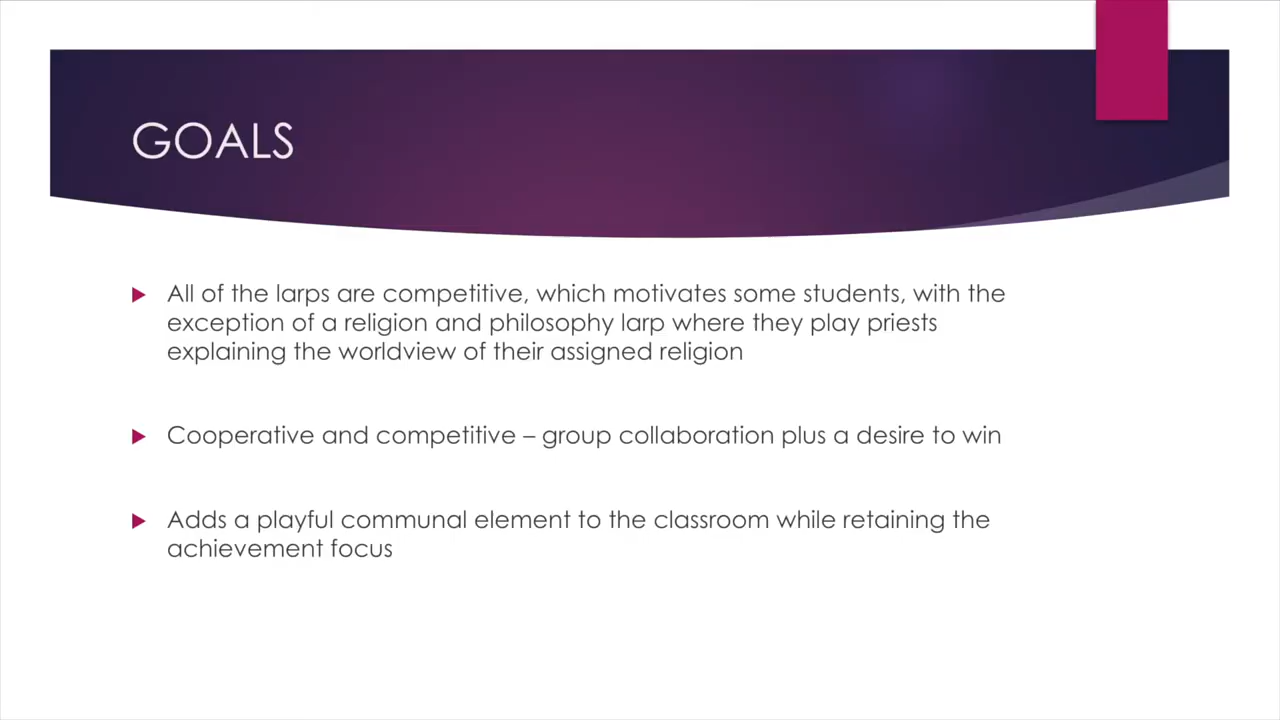 GOALS
All of the larps are competitive, which motivates some students, with the
exception of a religion and philosophy larp where they play priests
explaining the worldview of their assigned religion
Cooperative and competitive – group collaboration plus a desire to win
Adds a playful communal element to the classroom while retaining the
achievement focus